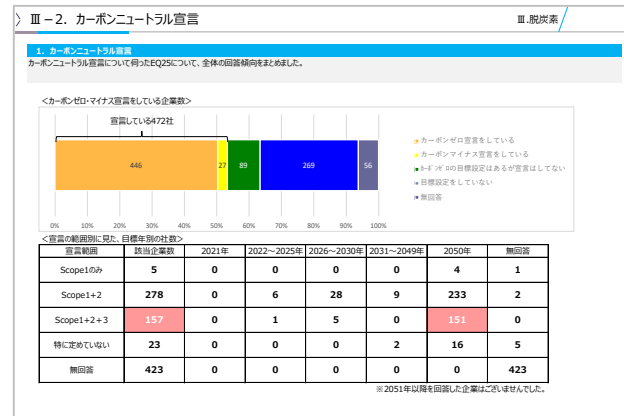 〉 Ⅲ－2．カーボンニュートラル宣言
Ⅲ.脱炭素
1．カーボンニュートラル宣言
カーボンニュートラル宣言について伺ったEQ25について、全体の回答傾向をまとめました。
＜カーボンゼロ・マイナス宣言をしている企業数＞
宣言している472社
446 27 89 269 56
カーボンゼロ宣言をしている
カーボンマイナス宣言をしている
ｶｰﾎﾞﾝｾﾞﾛの目標設定はあるが宣言はしてない
目標設定をしていない
無回答
0% 10% 20% 30% 40% 50% 60% 70% 80% 90% 100%
＜宣言の範囲別に見た、目標年別の社数＞
宣言範囲 該当企業数 2021年 2022～2025年 2026～2030年 2031～2049年 2050年 無回答
Scope1のみ 5 0 0 0 0 4 1
Scope1+2 278 0 6 28 9 233 2
Scope1+2+3 157 0 1 5 0 151 0
特に定めていない 23 0 0 0 2 16 5
無回答 423 0 0 0 0 0 423
※2051年以降を回答した企業はございませんでした。